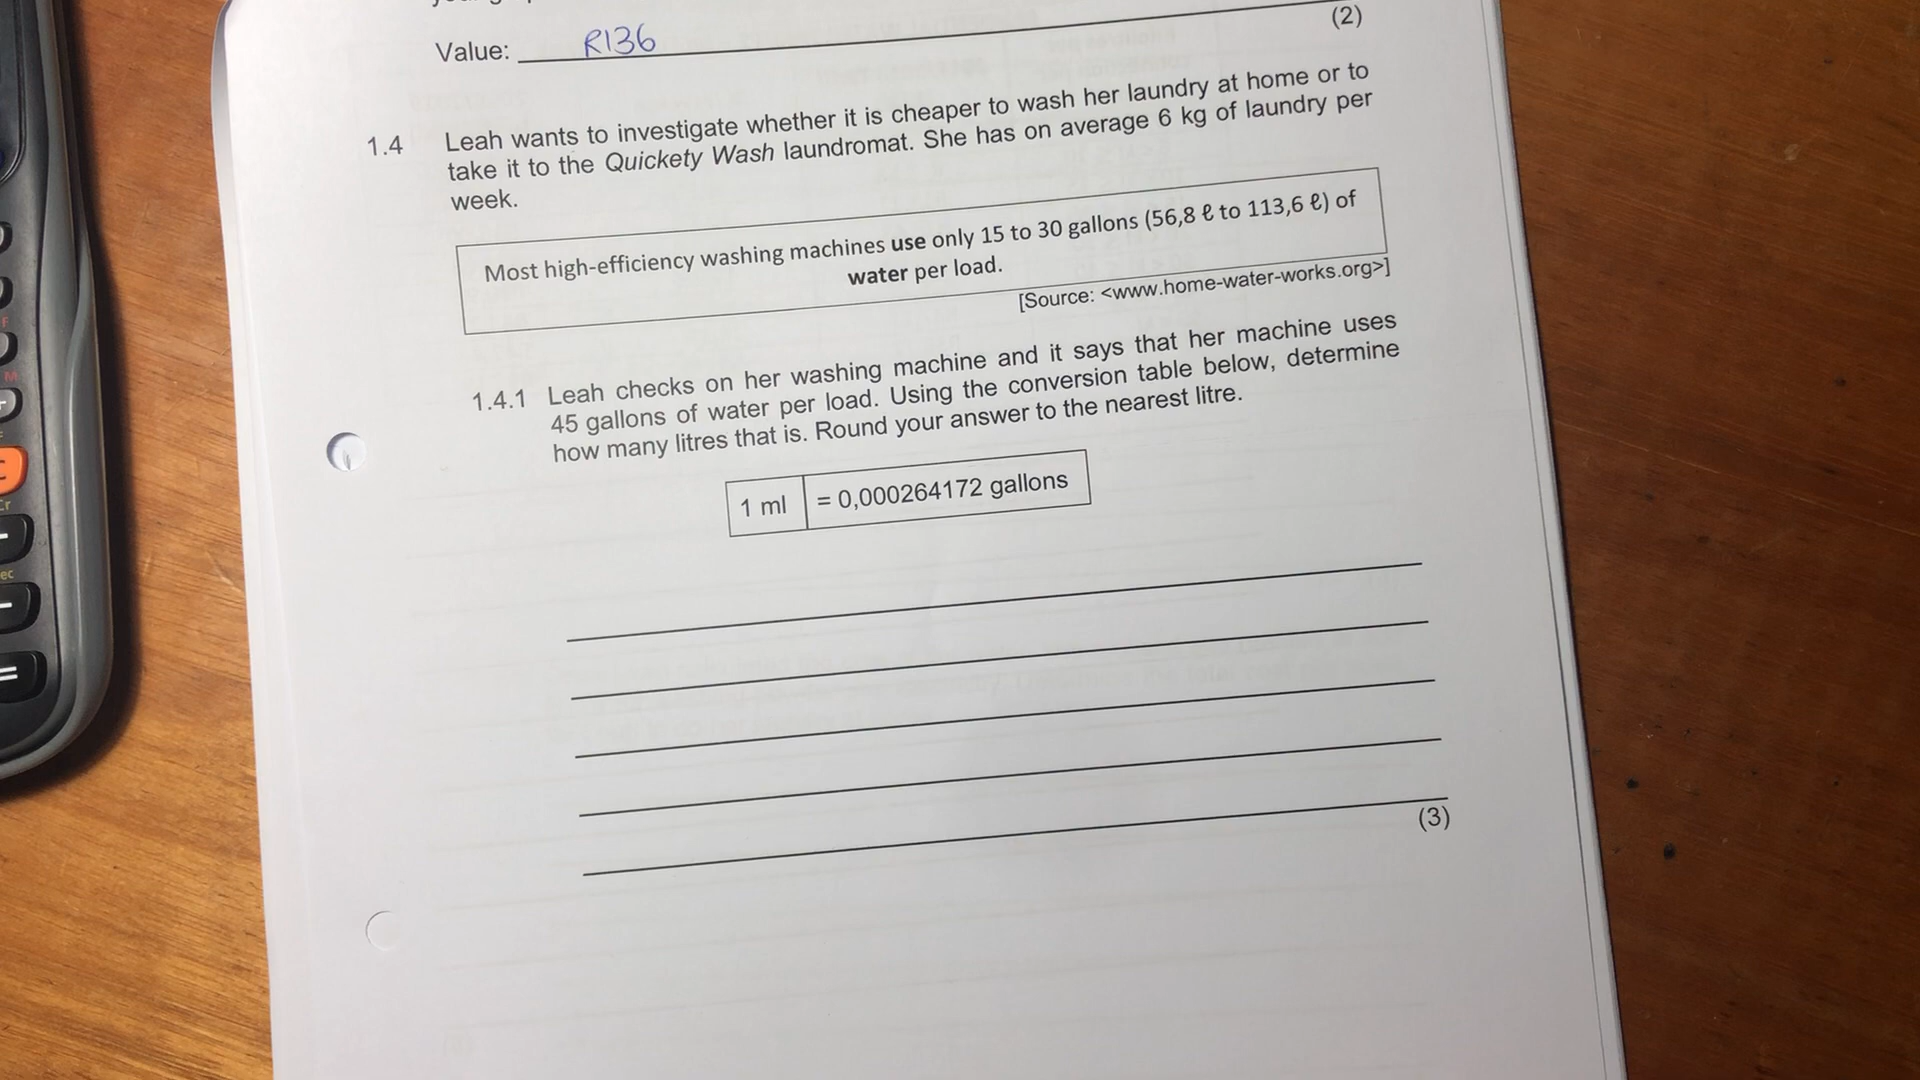 Value: R136
(2)
1.4 Leah wants to investigate whether it is cheaper to wash her laundry at home or to
take it to the Quickety Wash laundromat. She has on average 6 kg of laundry per
week.
Most high-efficiency washing machines use only 15 to 30 gallons (56,8 ℓ to 113,6 ℓ) of
water per load.
[Source: <www.home-water-works.org>]
1.4.1 Leah checks on her washing machine and it says that her machine uses
45 gallons of water per load. Using the conversion table below, determine
how many litres that is. Round your answer to the nearest litre.
1 ml = 0,000264172 gallons
(3)